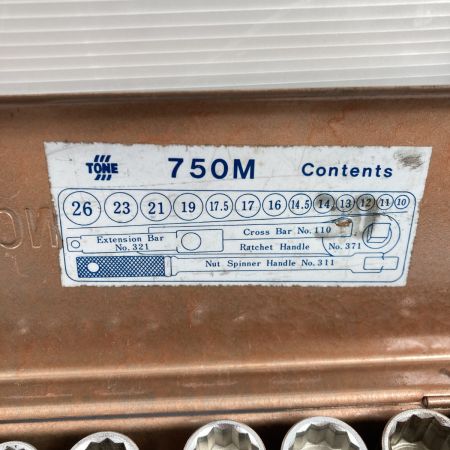 TONE 750M Contents
26 23 21 19 17.5 17 16 14.5 14 13 12 11 10
Extension Bar No.321
Cross Bar No.110
Ratchet Handle No.371
Nut Spinner Handle No.311